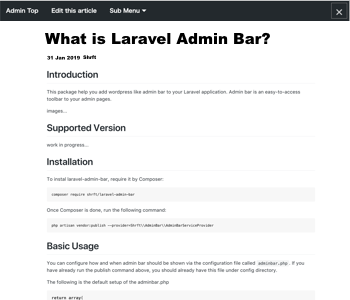 Admin Top Edit this article Sub Menu
What is Laravel Admin Bar?
31 Jan 2019 Shrft
Introduction
This package help you add wordpress like admin bar to your Laravel application. Admin bar is an easy-to-access
toolbar to your admin pages.
images...
Supported Version
work in progress...
Installation
To instal laravel-admin-bar, require it by Composer:
composer require shrft/laravel-admin-bar
Once Composer is done, run the following command:
php artisan vendor:publish --provider=Shrft\\AdminBar\\AdminBarServiceProvider
Basic Usage
You can configure how and when admin bar should be shown via the configuration file called adminbar.php. If you
have already run the publish command above, you should already have this file under config directory.
The following is the default setup of the adminbar.php
return array(